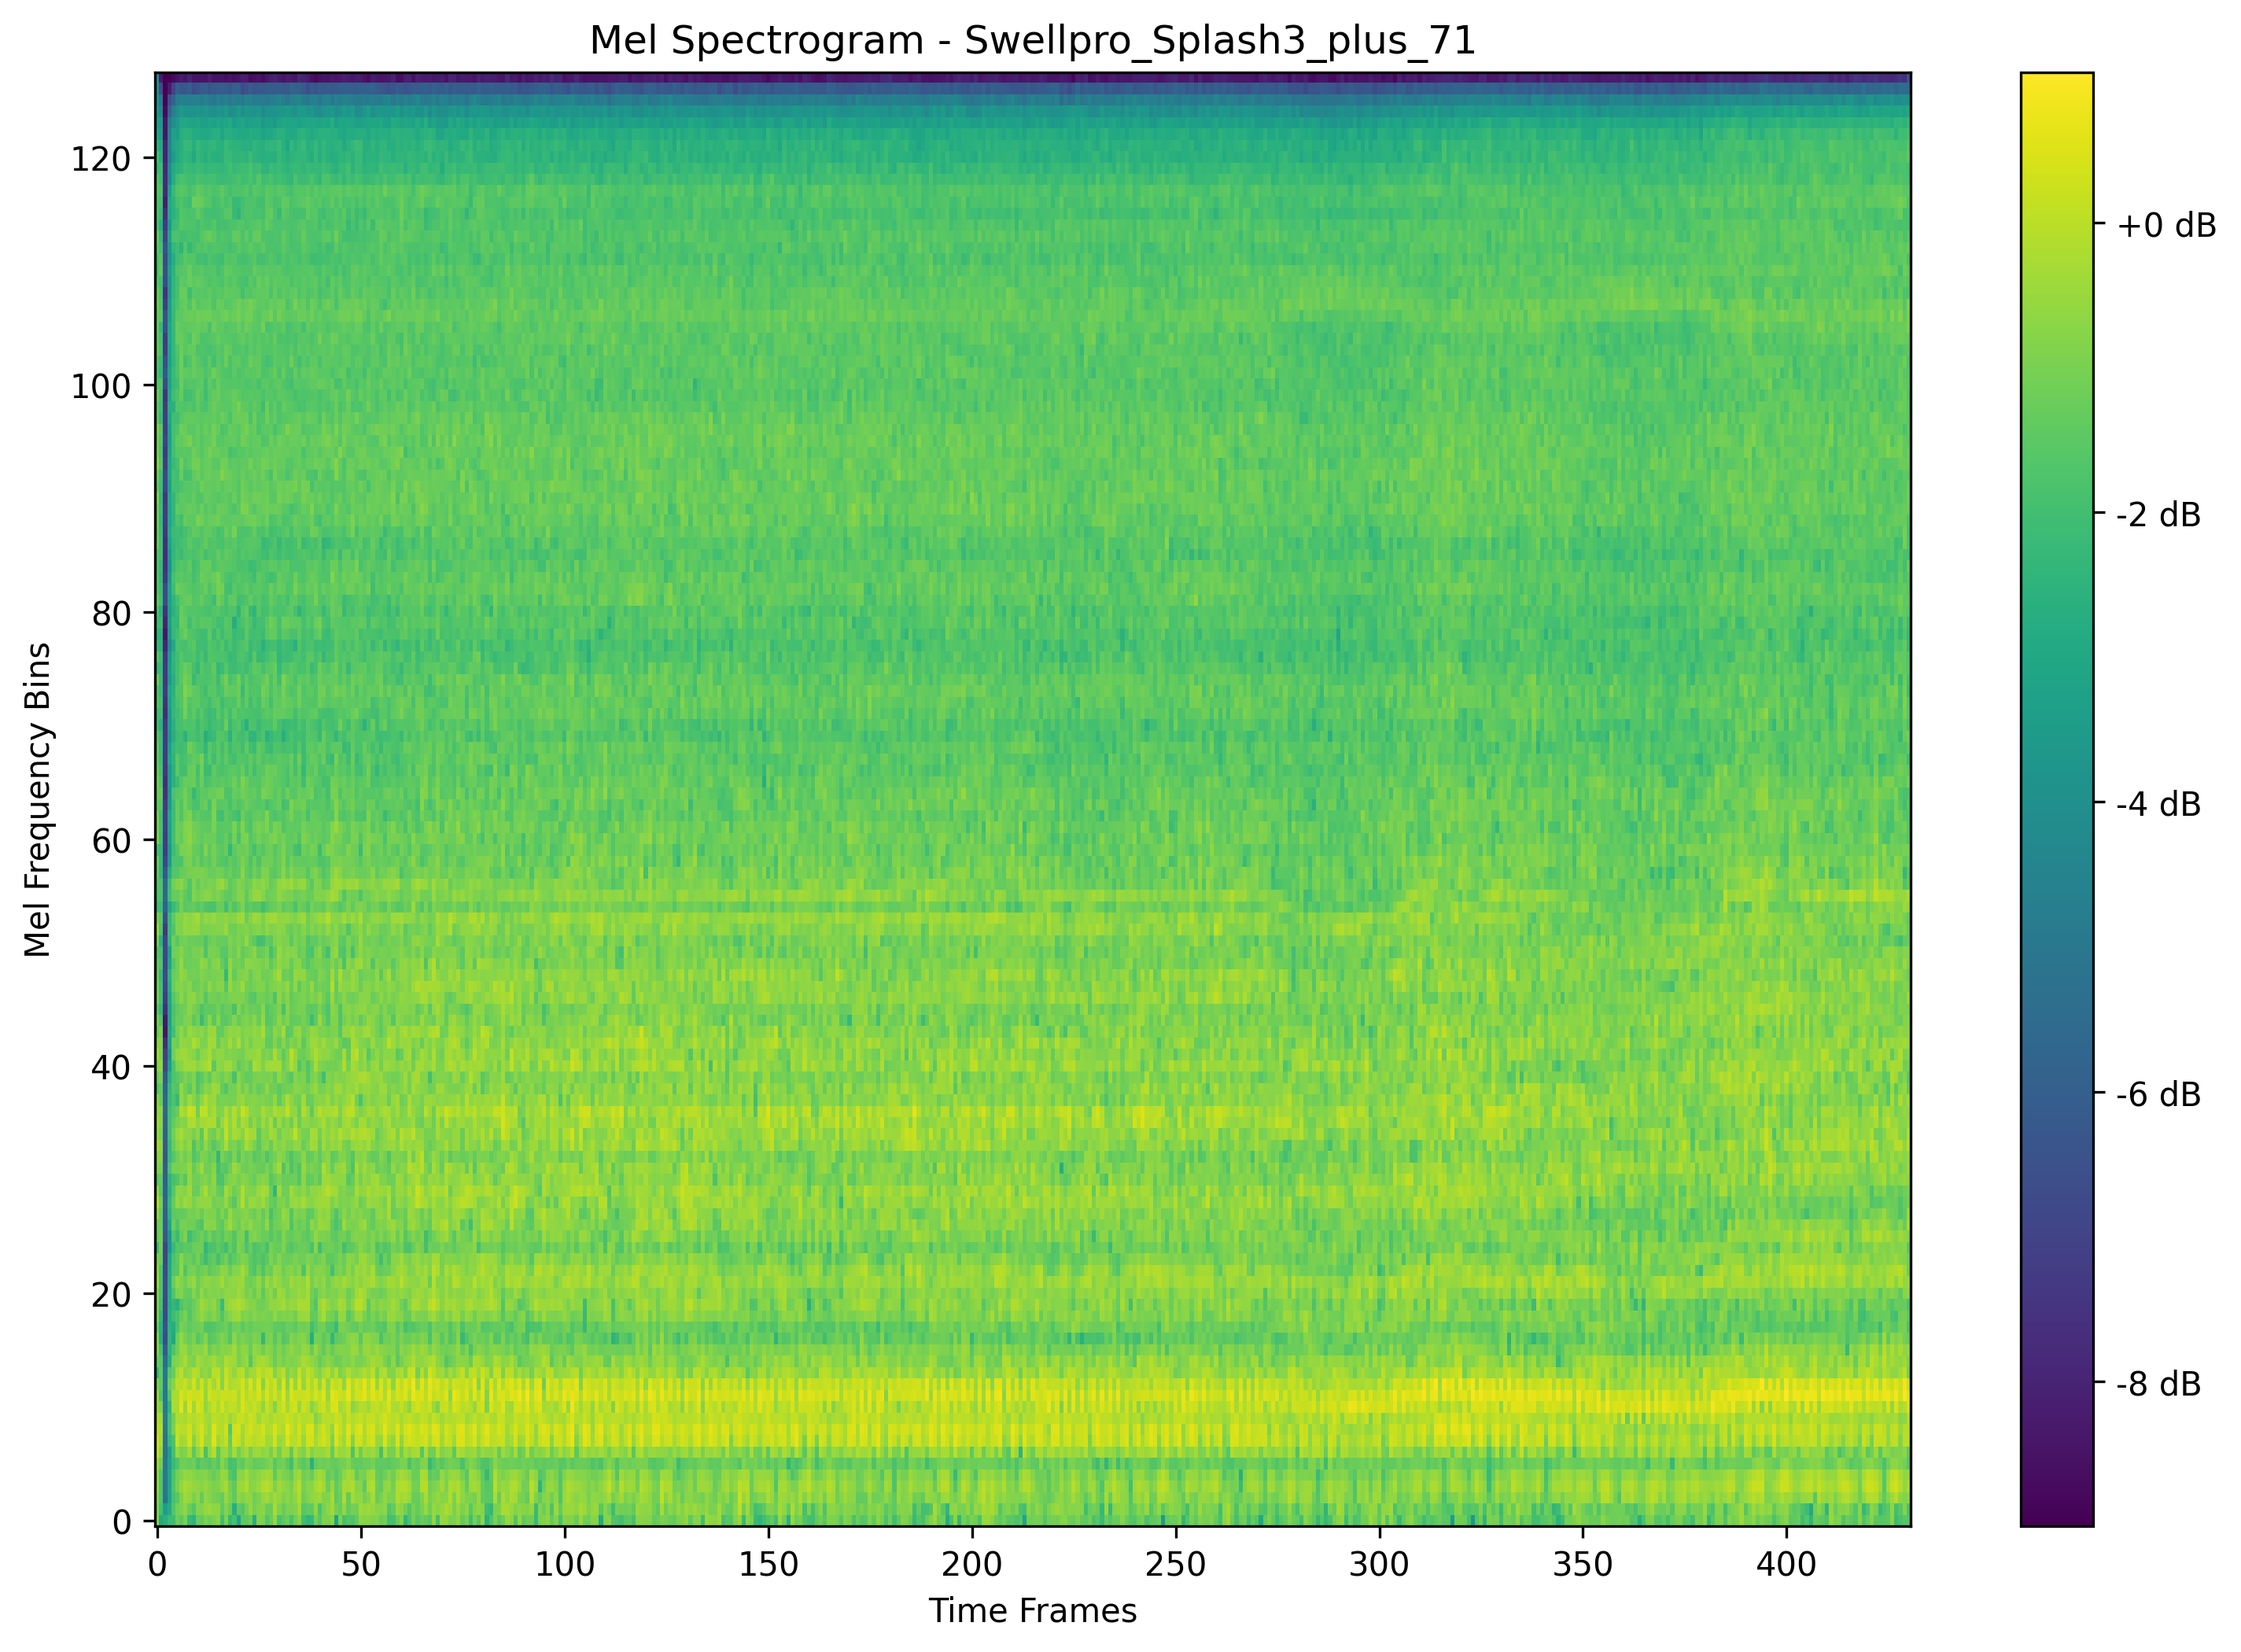 Mel Spectrogram - Swellpro_Splash3_plus_71
Mel Frequency Bins
120
100
80
60
40
20
0
0 50 100 150 200 250 300 350 400
Time Frames
+0 dB
-2 dB
-4 dB
-6 dB
-8 dB